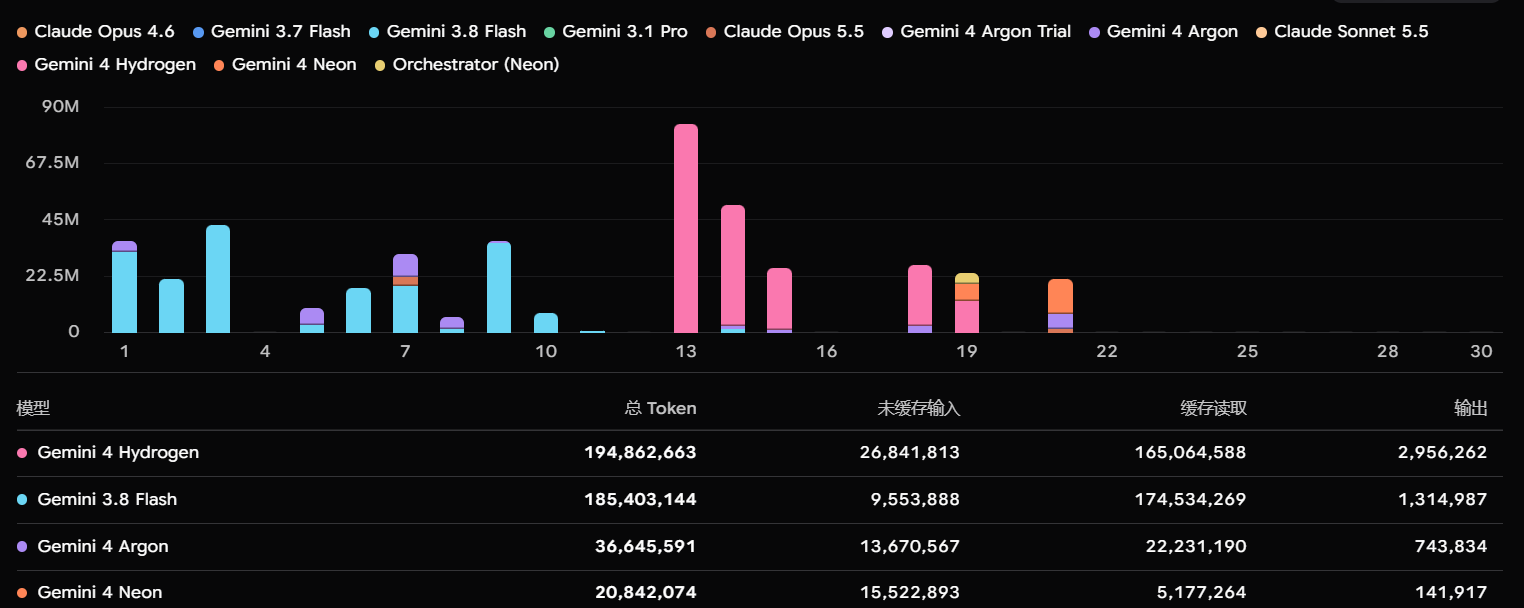 Claude Opus 4.6 Gemini 3.7 Flash Gemini 3.8 Flash Gemini 3.1 Pro Claude Opus 5.5 Gemini 4 Argon Trial Gemini 4 Argon Claude Sonnet 5.5
Gemini 4 Hydrogen Gemini 4 Neon Orchestrator (Neon)
90M
67.5M
45M
22.5M
0
1 4 7 10 13 16 19 22 25 28 30
模型 总 Token 未缓存输入 缓存读取 输出
Gemini 4 Hydrogen 194,862,663 26,841,813 165,064,588 2,956,262
Gemini 3.8 Flash 185,403,144 9,553,888 174,534,269 1,314,987
Gemini 4 Argon 36,645,591 13,670,567 22,231,190 743,834
Gemini 4 Neon 20,842,074 15,522,893 5,177,264 141,917